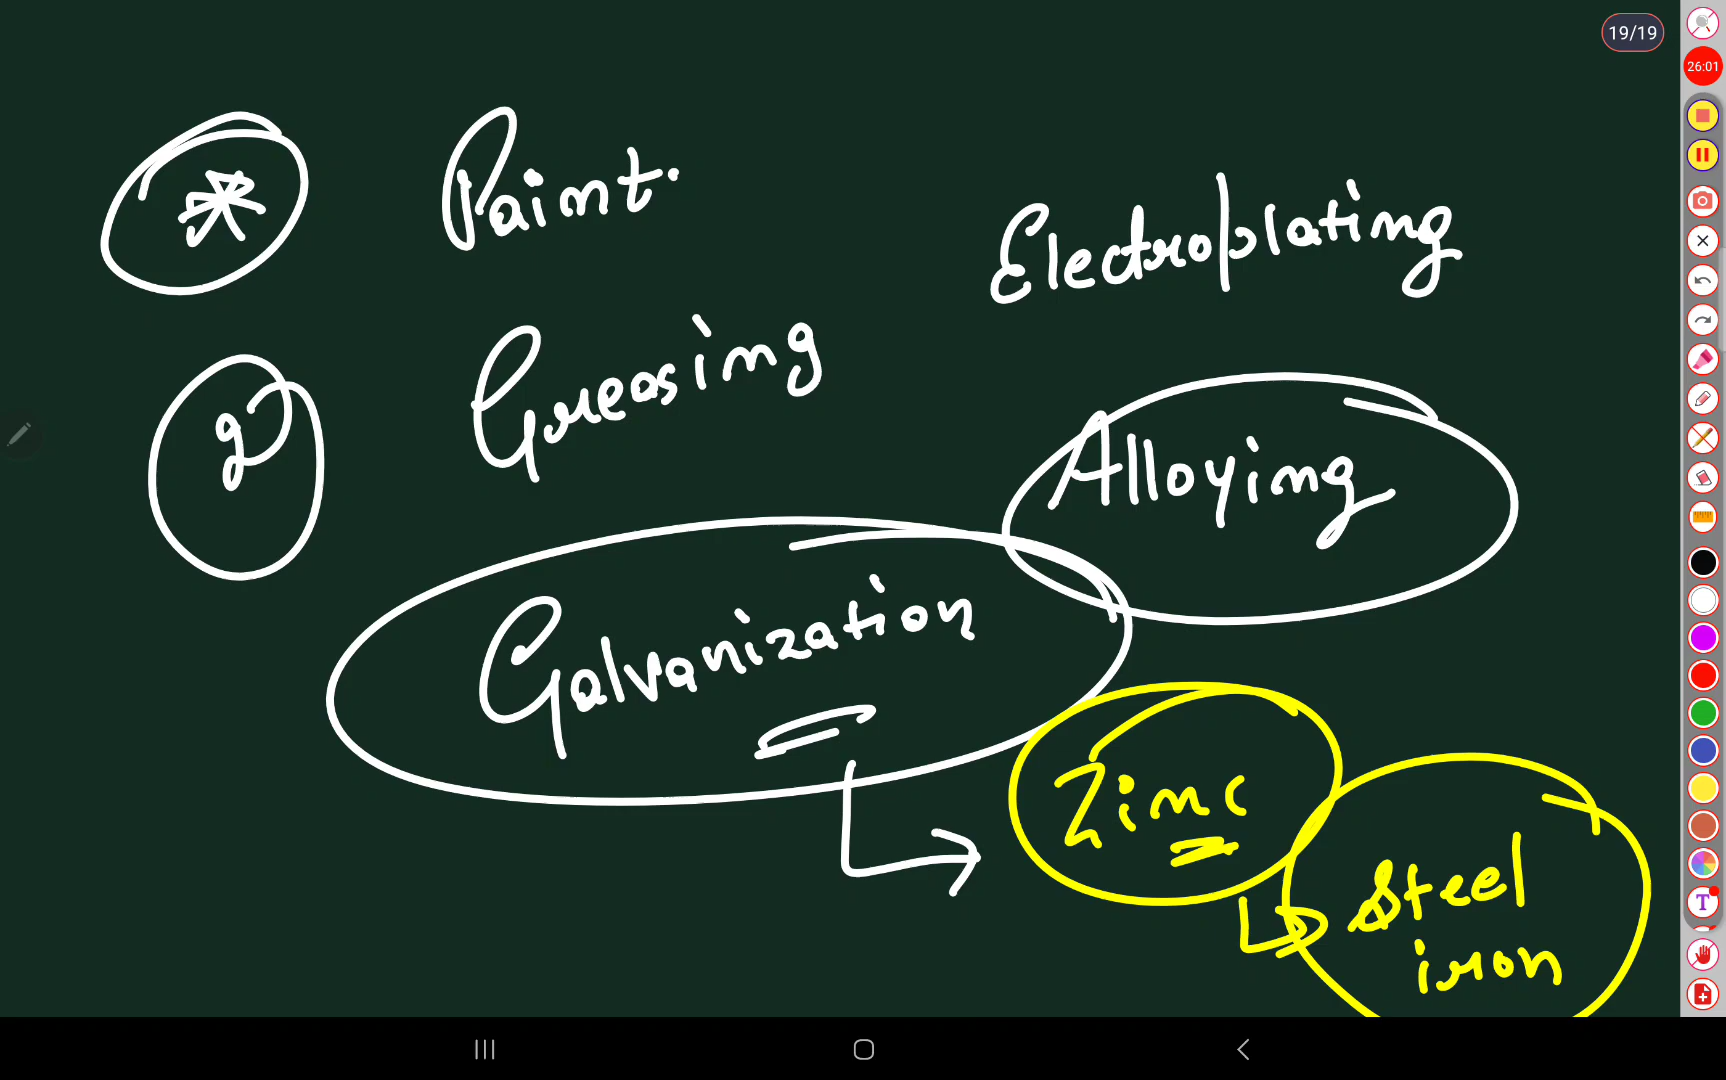 19/19
26:01
Paint.
Electroplating
Greasing
Alloying
Galvanization
Zinc
Steel
iron
T